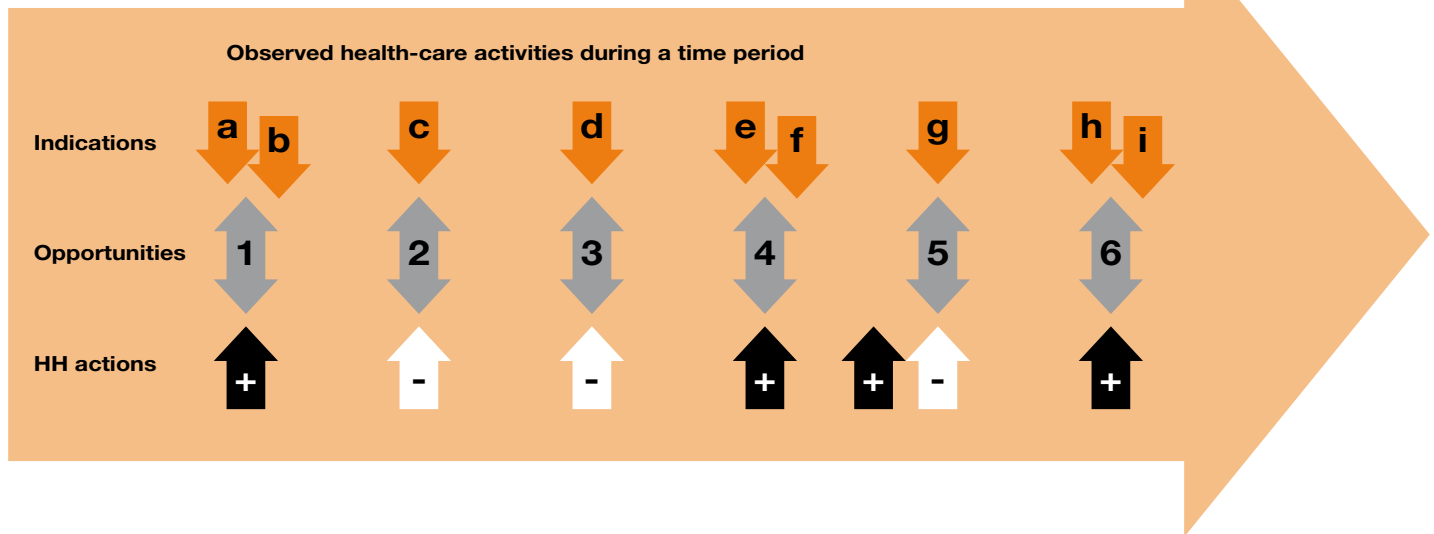 Observed health-care activities during a time period
Indications
a b c d e f g h i
Opportunities
1 2 3 4 5 6
HH actions
+ - - + + - +